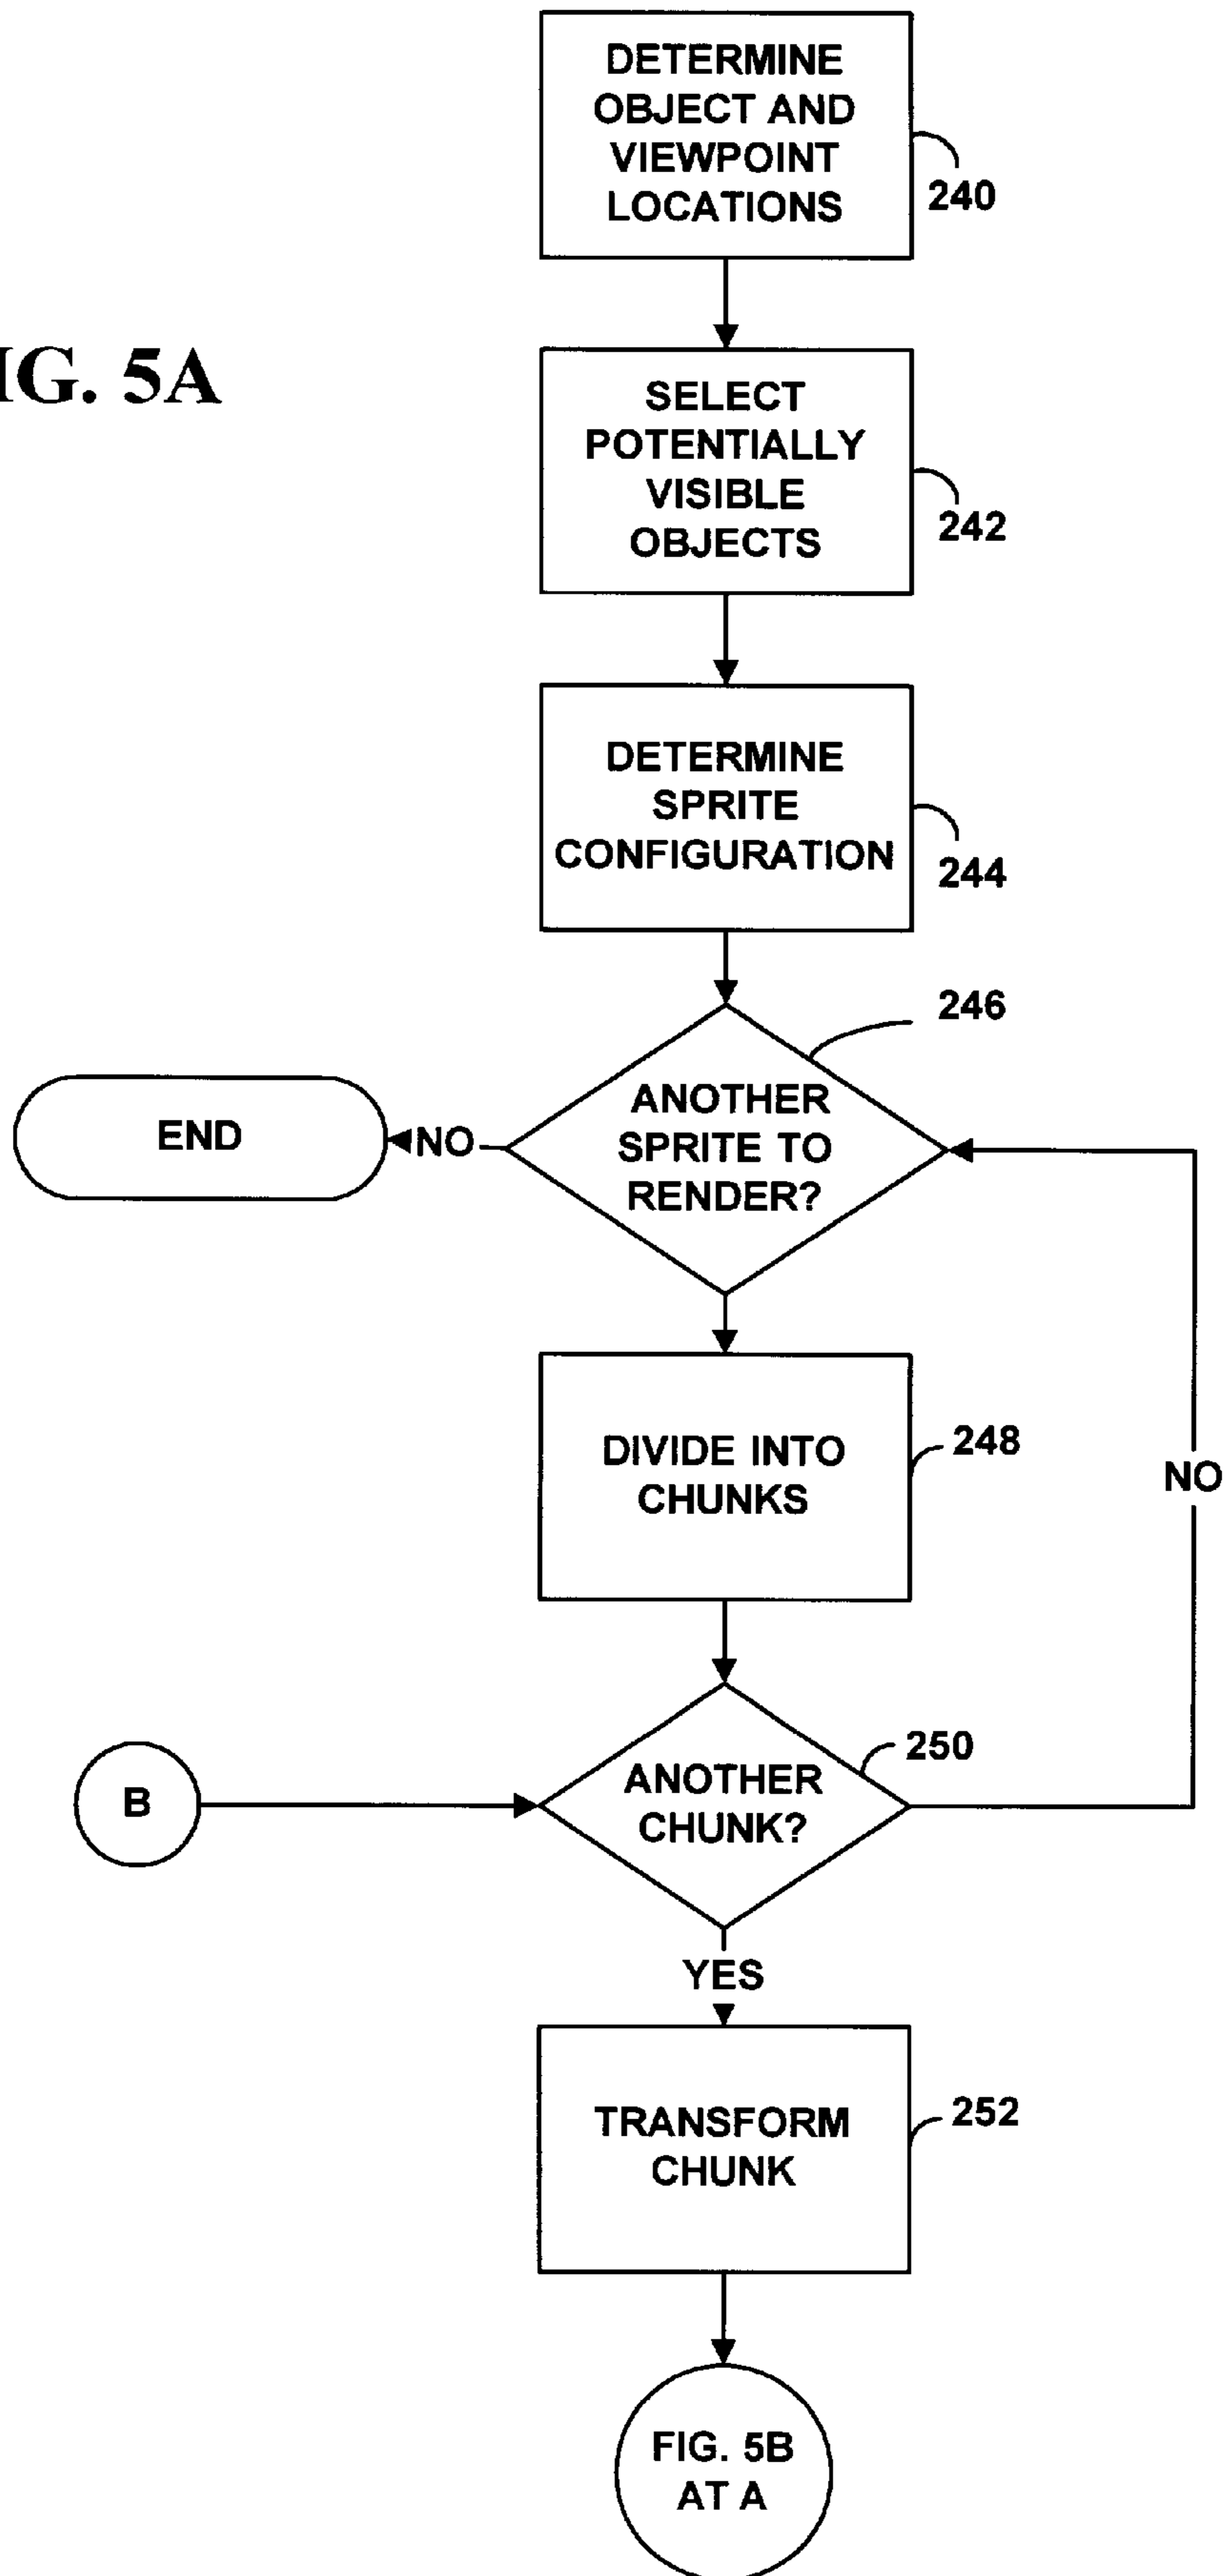 DETERMINE
OBJECT AND
VIEWPOINT
LOCATIONS
240
IG. 5A
SELECT
POTENTIALLY
VISIBLE
OBJECTS
242
DETERMINE
SPRITE
CONFIGURATION
244
246
ANOTHER
SPRITE TO
RENDER?
NO
END
DIVIDE INTO
CHUNKS
248
NO
250
ANOTHER
CHUNK?
B
YES
TRANSFORM
CHUNK
252
FIG. 5B
AT A